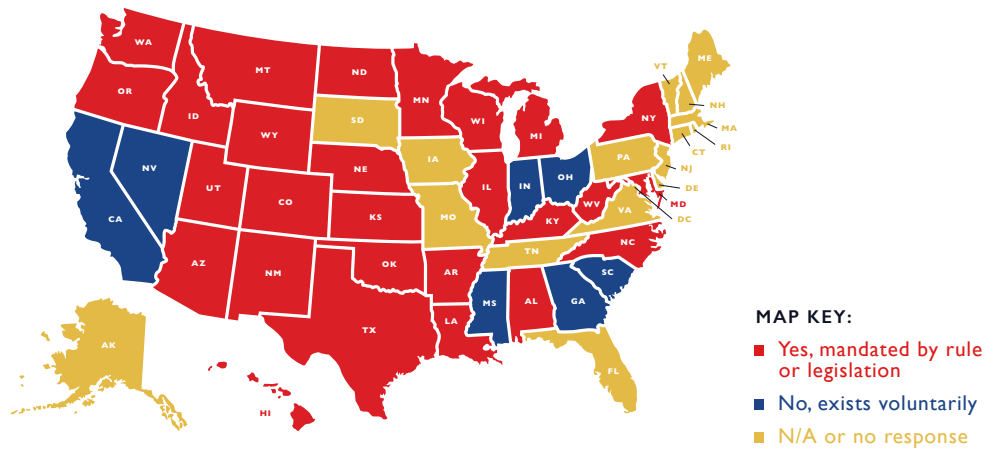 WA
OR
CA
NV
ID
MT
WY
UT
CO
AZ
NM
ND
SD
NE
KS
OK
TX
MN
IA
MO
AR
LA
WI
IL
MI
IN
OH
KY
TN
MS
AL
GA
SC
NC
WV
VA
PA
NY
VT
ME
NH
MA
RI
CT
NJ
DE
MD
DC
FL
AK
HI
MAP KEY:
Yes, mandated by rule
or legislation
No, exists voluntarily
N/A or no response